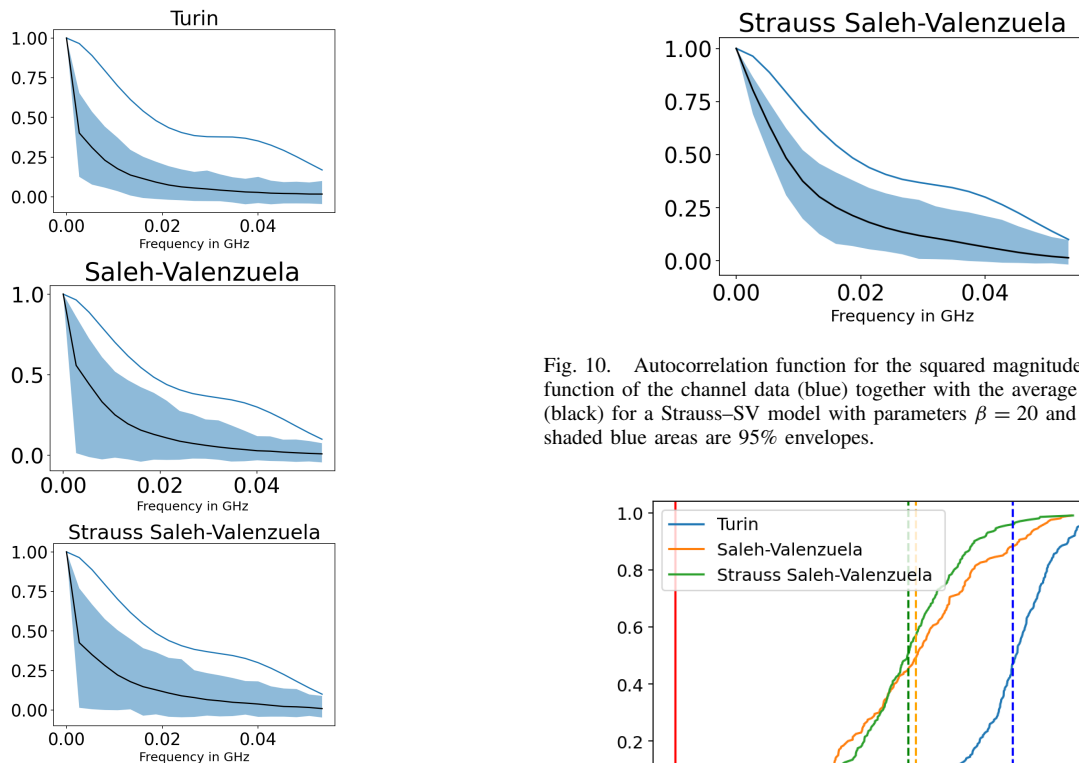 Turin
1.00
0.75
0.50
0.25
0.00
0.00 0.02 0.04
Frequency in GHz
Saleh-Valenzuela
1.0
0.5
0.0
0.00 0.02 0.04
Frequency in GHz
Strauss Saleh-Valenzuela
1.00
0.75
0.50
0.25
0.00
0.00 0.02 0.04
Frequency in GHz
Strauss Saleh-Valenzuela
1.00
0.75
0.50
0.25
0.00
0.00 0.02 0.04
Frequency in GHz
Fig. 10. Autocorrelation function for the squared magnitude
function of the channel data (blue) together with the average
(black) for a Strauss–SV model with parameters β = 20 and
shaded blue areas are 95% envelopes.
1.0
0.8
0.6
0.4
0.2
Turin
Saleh-Valenzuela
Strauss Saleh-Valenzuela